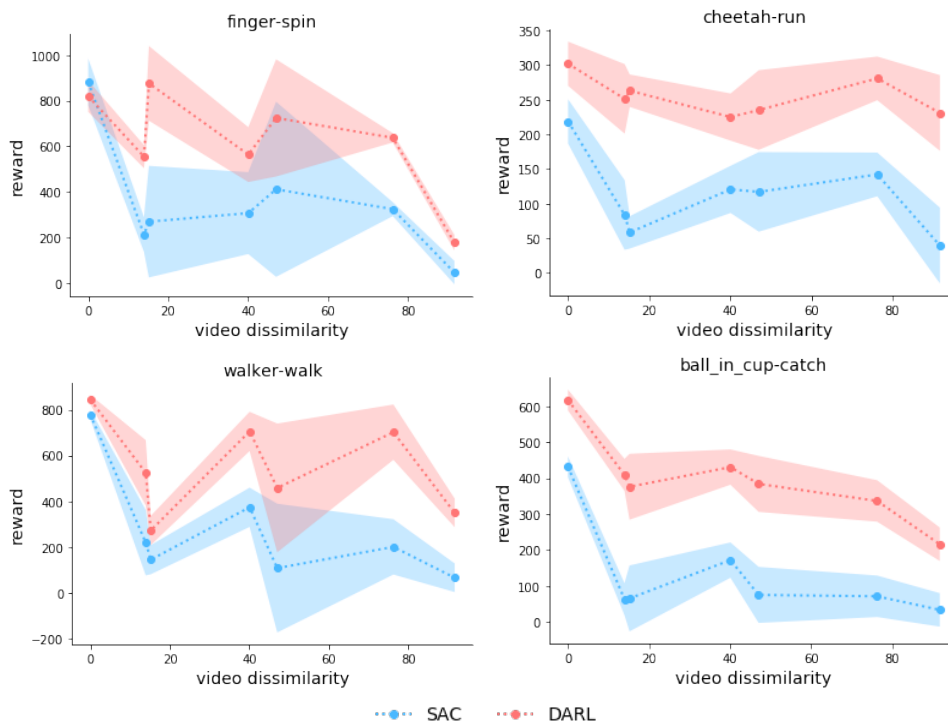 finger-spin
reward
1000
800
600
400
200
0
0 20 40 60 80
video dissimilarity
cheetah-run
reward
350
300
250
200
150
100
50
0
0 20 40 60 80
video dissimilarity
walker-walk
reward
800
600
400
200
0
−200
0 20 40 60 80
video dissimilarity
ball_in_cup-catch
reward
600
500
400
300
200
100
0
0 20 40 60 80
video dissimilarity
SAC DARL